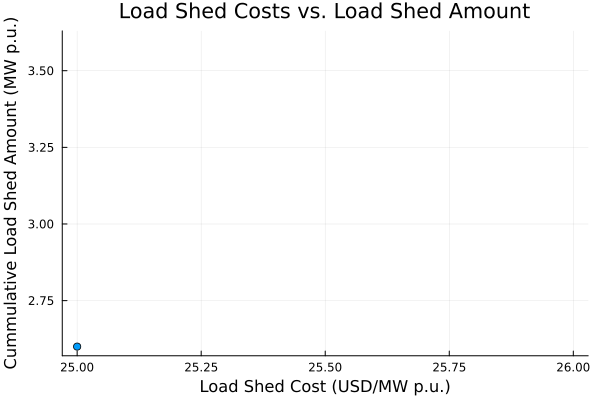 Load Shed Costs vs. Load Shed Amount
Cummulative Load Shed Amount (MW p.u.)
3.50
3.25
3.00
2.75
25.00 25.25 25.50 25.75 26.00
Load Shed Cost (USD/MW p.u.)